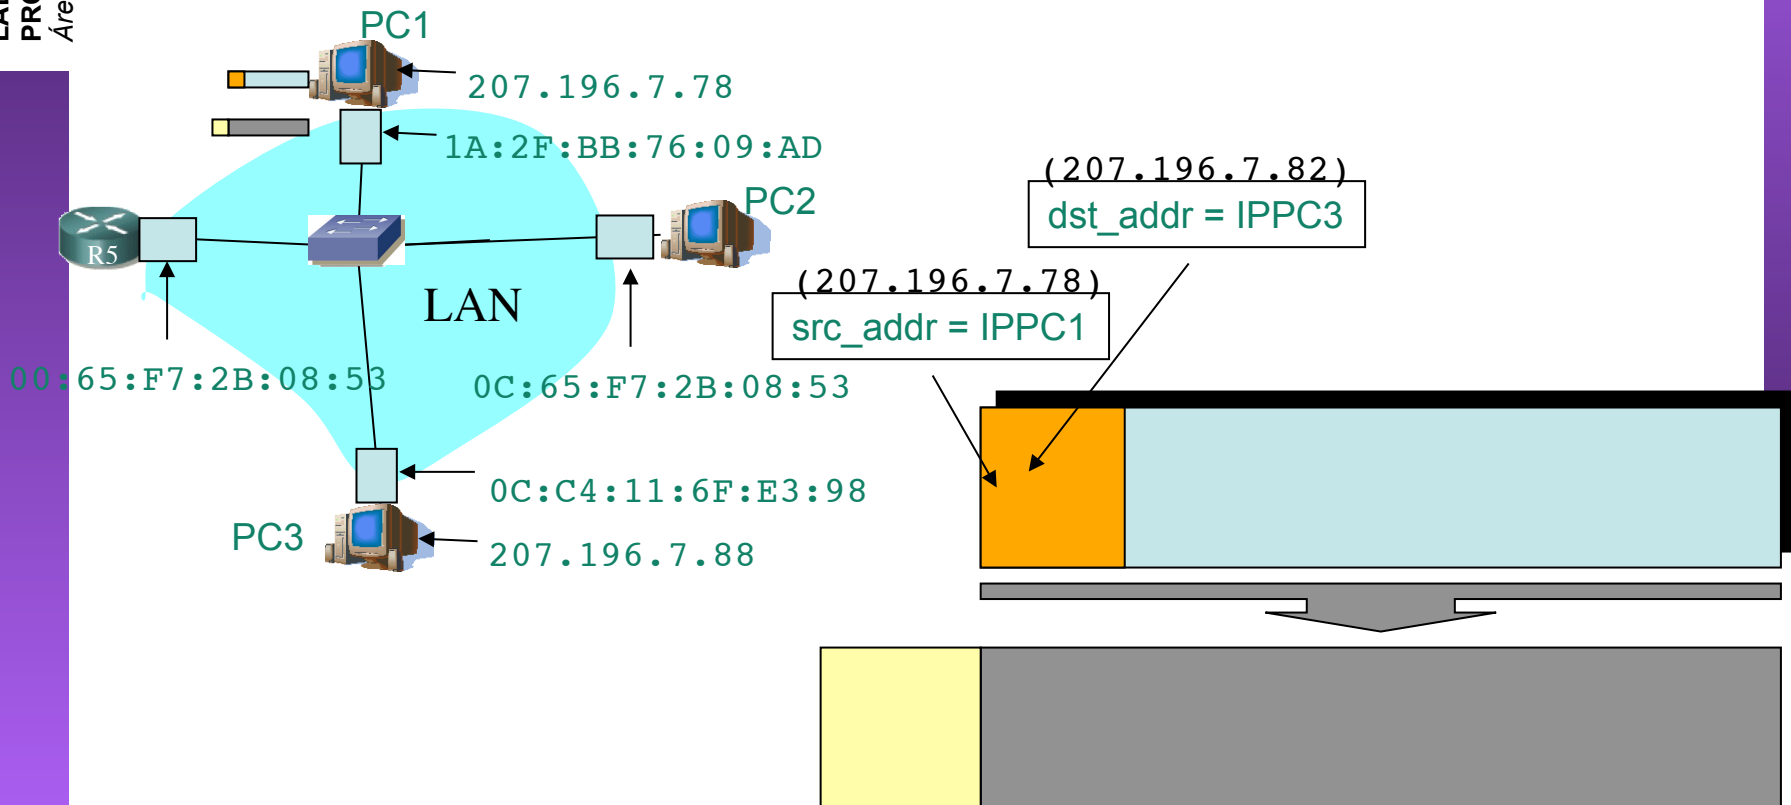 PC1
207.196.7.78
1A:2F:BB:76:09:AD
(207.196.7.82)
dst_addr = IPPC3
PC2
R5
(207.196.7.78)
src_addr = IPPC1
LAN
00:65:F7:2B:08:53
0C:65:F7:2B:08:53
0C:C4:11:6F:E3:98
PC3
207.196.7.88